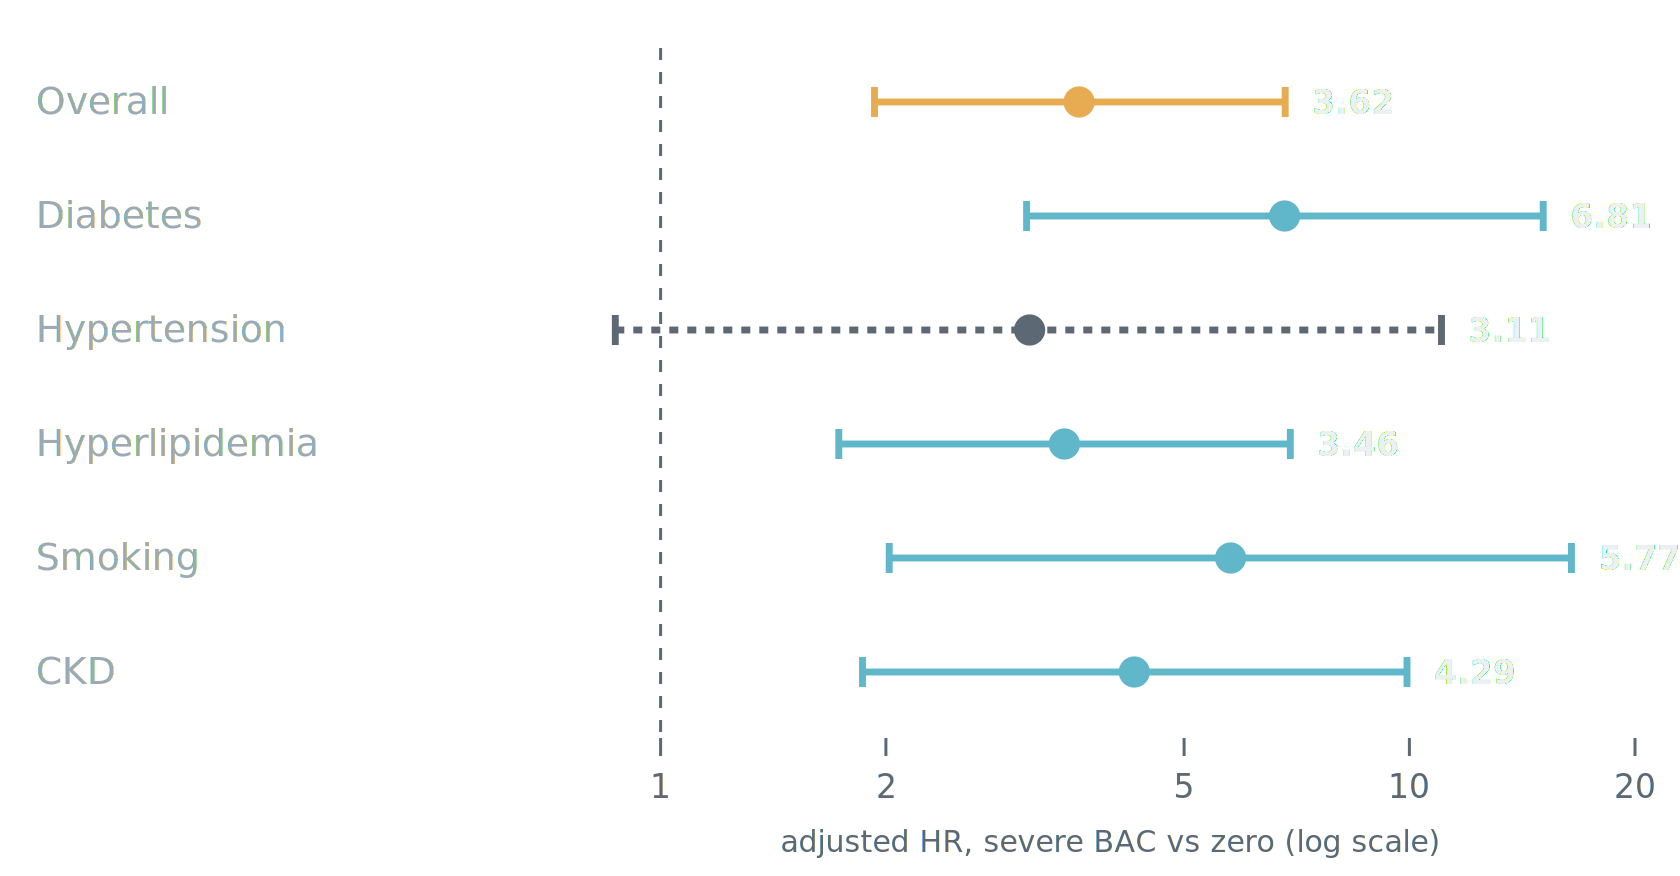 Overall 3.62
Diabetes 6.81
Hypertension 3.11
Hyperlipidemia 3.46
Smoking 5.77
CKD 4.29
1 2 5 10 20
adjusted HR, severe BAC vs zero (log scale)